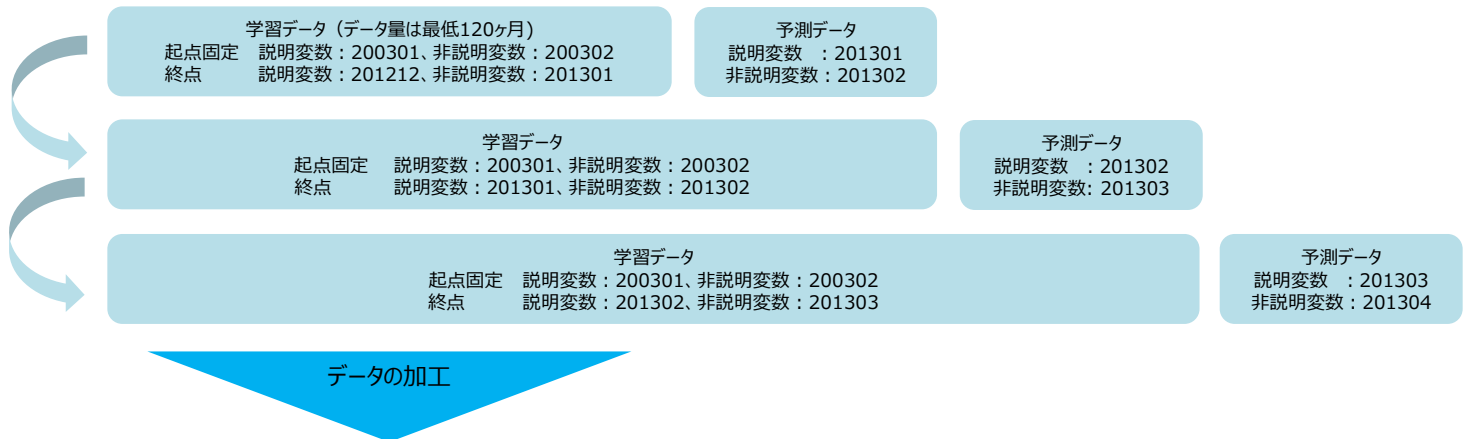 学習データ（データ量は最低120ヶ月)
起点固定　説明変数：200301、非説明変数：200302
終点　　　説明変数：201212、非説明変数：201301
予測データ
説明変数　：201301
非説明変数：201302
学習データ
起点固定　説明変数：200301、非説明変数：200302
終点　　　説明変数：201301、非説明変数：201302
予測データ
説明変数　：201302
非説明変数: 201303
学習データ
起点固定　説明変数：200301、非説明変数：200302
終点　　　説明変数：201302、非説明変数：201303
予測データ
説明変数　：201303
非説明変数：201304
データの加工